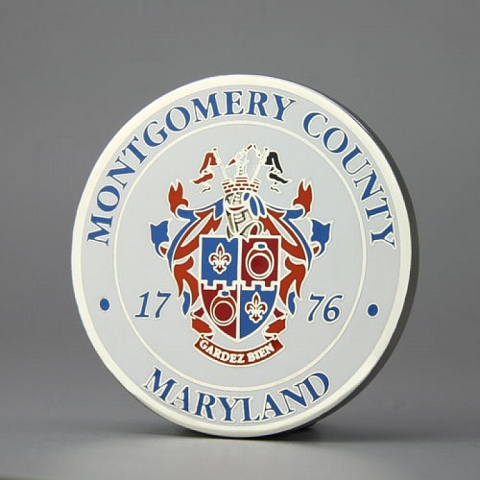 MONTGOMERY COUNTY
17 76
GARDEZ BIEN
MARYLAND